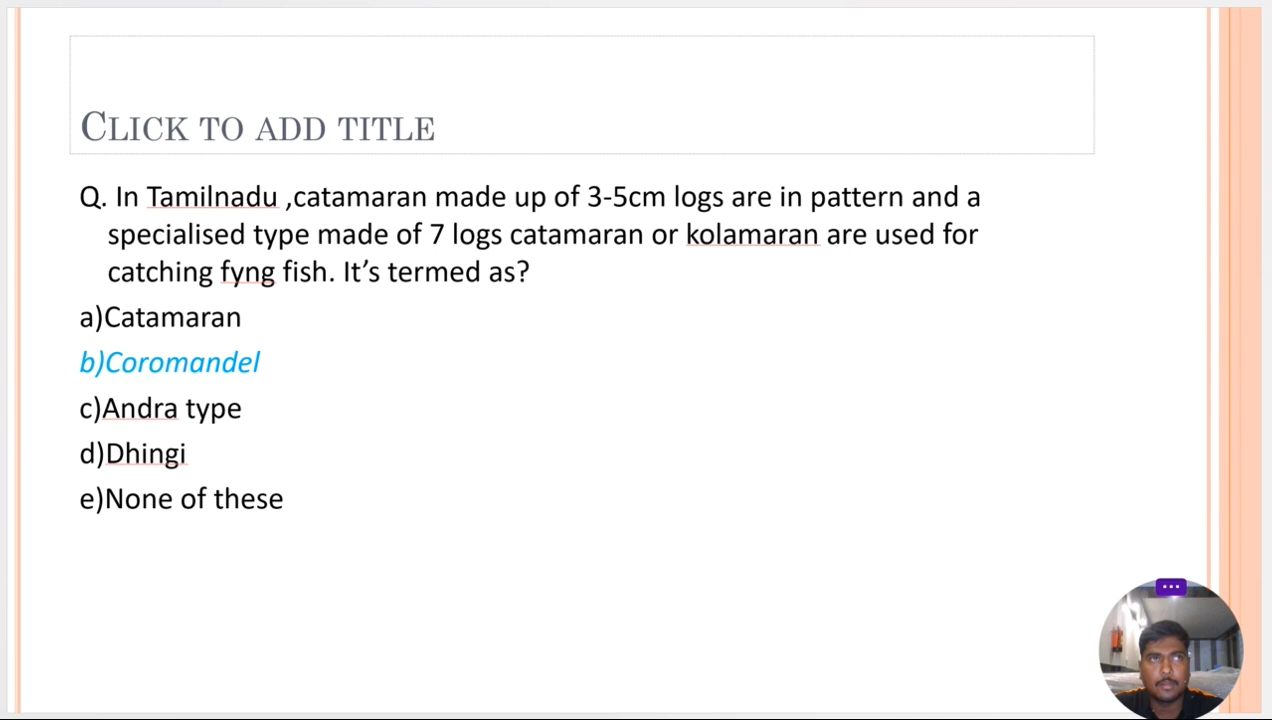 CLICK TO ADD TITLE
Q. In Tamilnadu ,catamaran made up of 3-5cm logs are in pattern and a
specialised type made of 7 logs catamaran or kolamaran are used for
catching fyng fish. It’s termed as?
a)Catamaran
b)Coromandel
c)Andra type
d)Dhingi
e)None of these